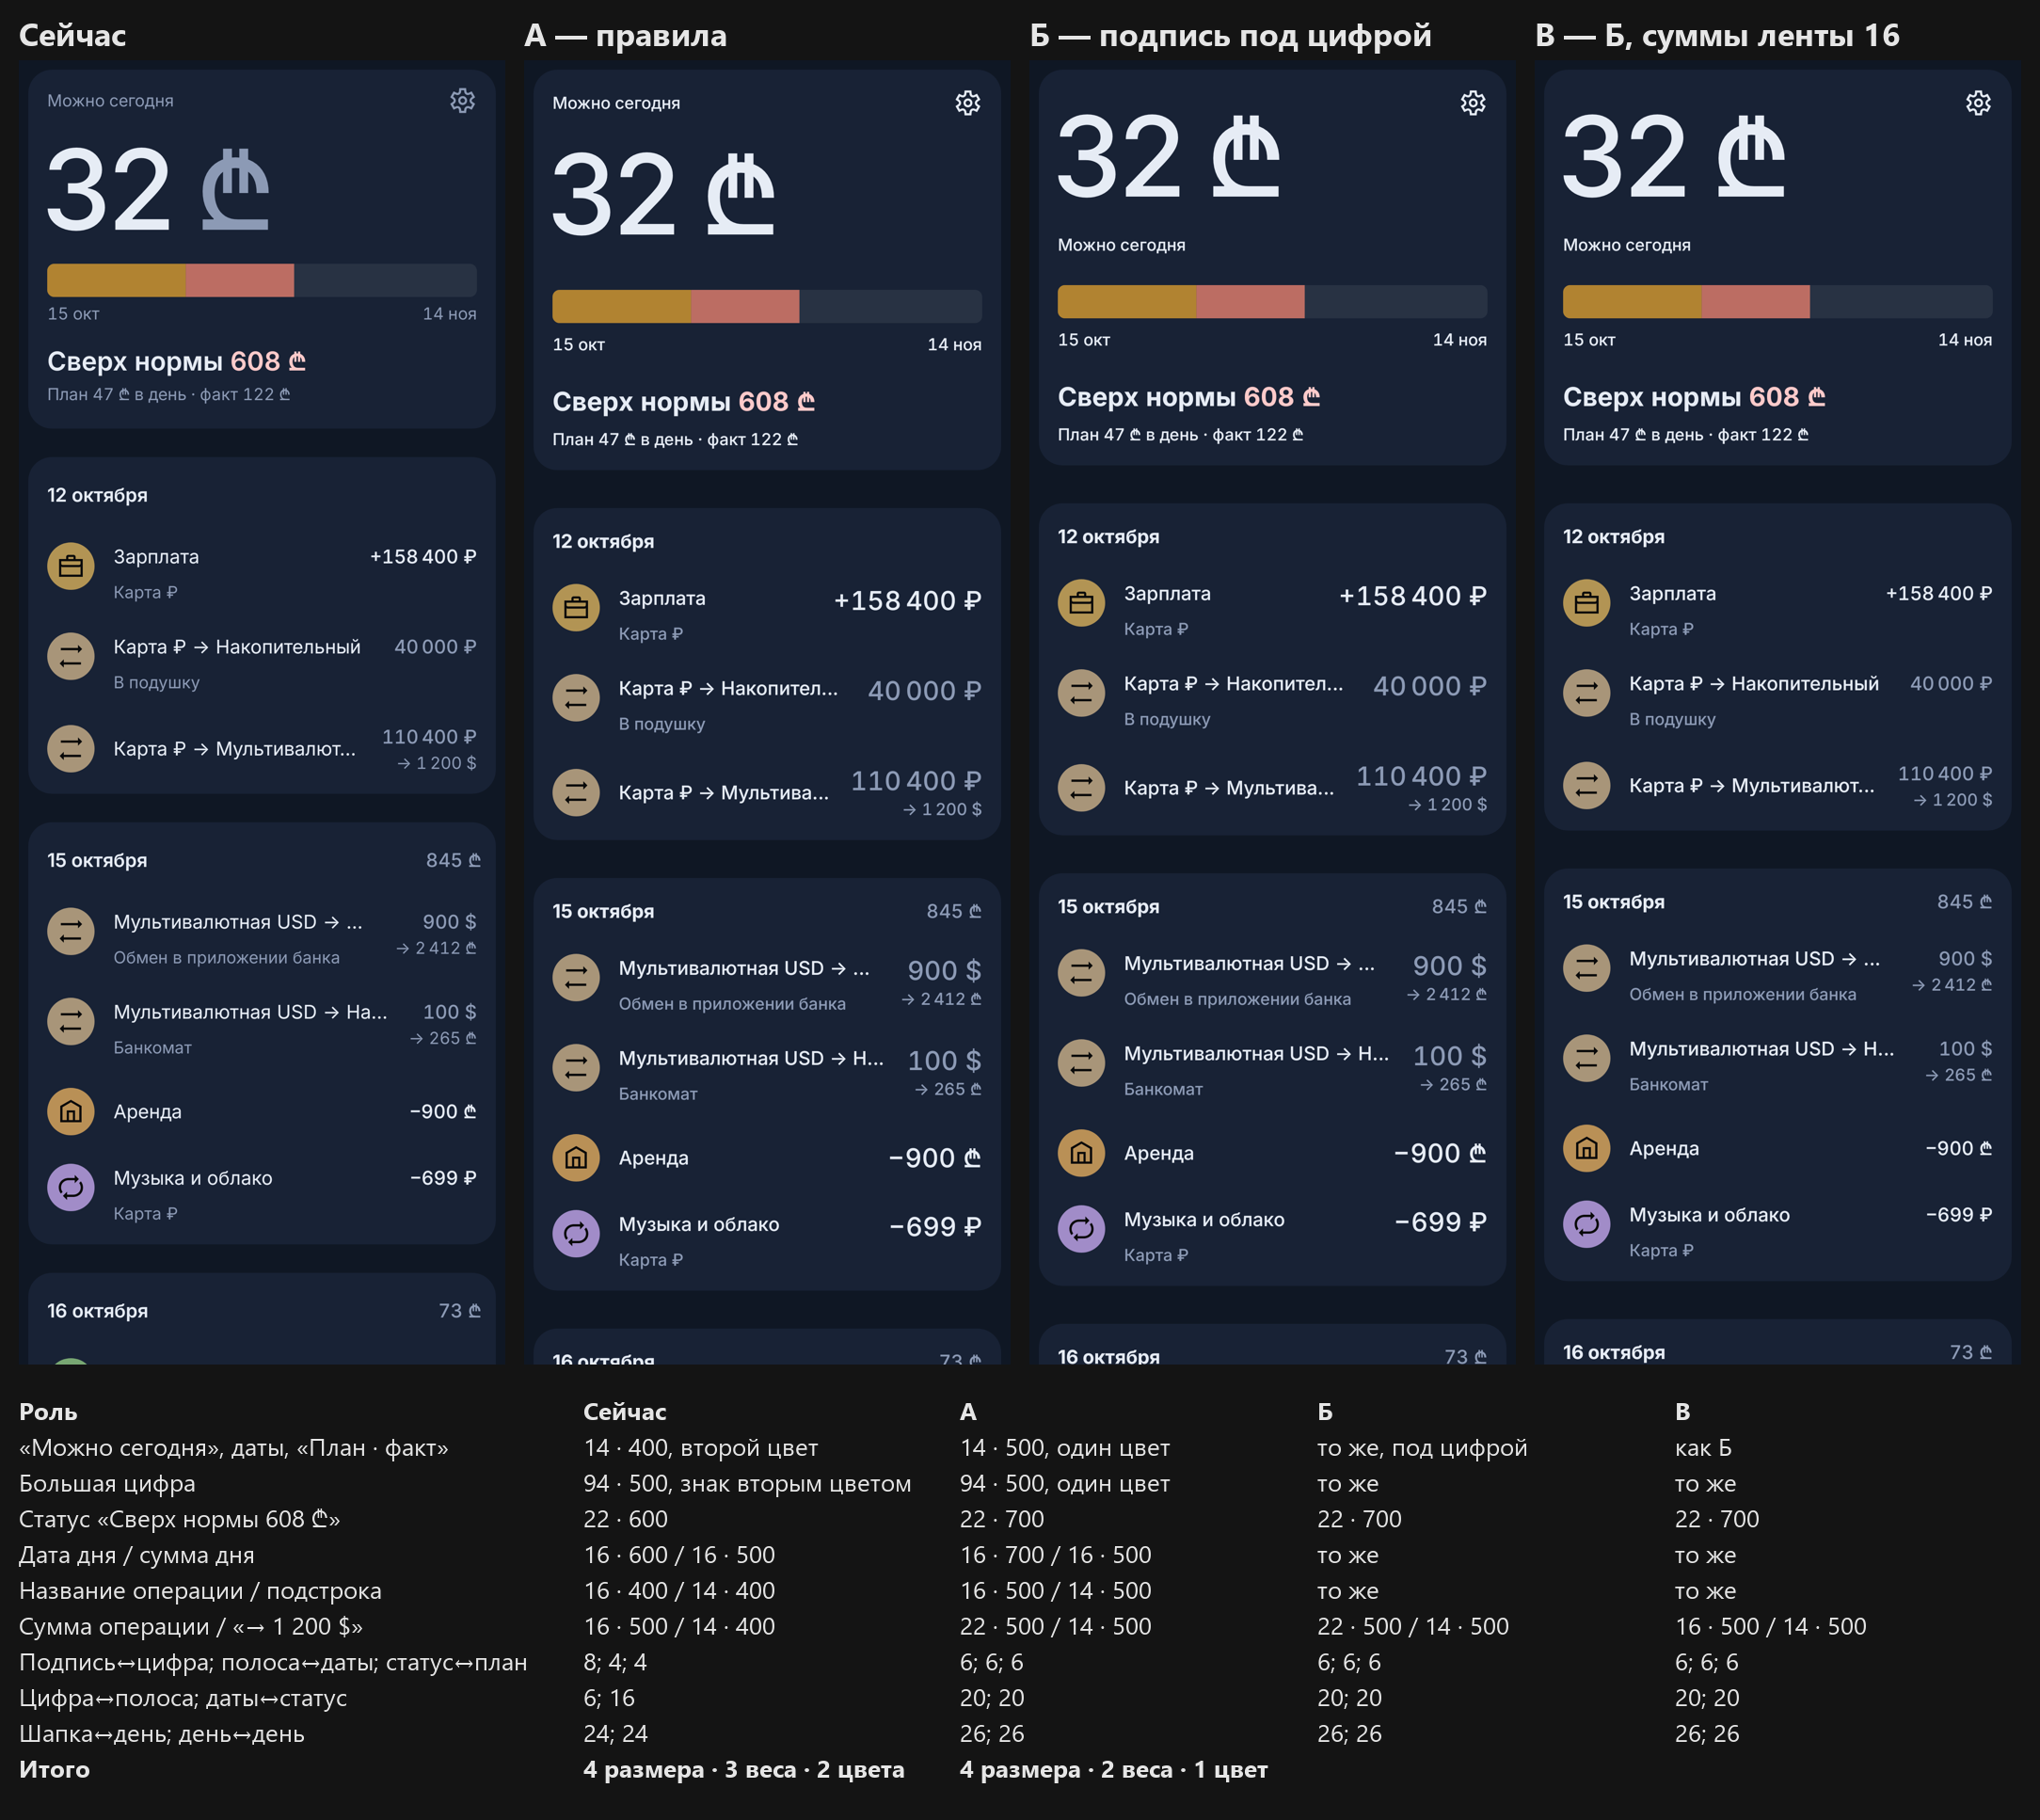 Сейчас
Можно сегодня
32 ₾
15 окт 14 ноя
Сверх нормы 608 ₾
План 47 ₾ в день · факт 122 ₾
12 октября
Зарплата +158 400 ₽
Карта ₽
Карта ₽ → Накопительный 40 000 ₽
В подушку
Карта ₽ → Мультивалют... 110 400 ₽
→ 1 200 $
15 октября 845 ₾
Мультивалютная USD → ... 900 $
Обмен в приложении банка → 2 412 ₾
Мультивалютная USD → На... 100 $
Банкомат → 265 ₾
Аренда −900 ₾
Музыка и облако −699 ₽
Карта ₽
16 октября 73 ₾
А — правила
Можно сегодня
32 ₾
15 окт 14 ноя
Сверх нормы 608 ₾
План 47 ₾ в день · факт 122 ₾
12 октября
Зарплата +158 400 ₽
Карта ₽
Карта ₽ → Накопител... 40 000 ₽
В подушку
Карта ₽ → Мультива... 110 400 ₽
→ 1 200 $
15 октября 845 ₾
Мультивалютная USD → ... 900 $
Обмен в приложении банка → 2 412 ₾
Мультивалютная USD → Н... 100 $
Банкомат → 265 ₾
Аренда −900 ₾
Музыка и облако −699 ₽
Карта ₽
16 октября 73 ₾
Б — подпись под цифрой
32 ₾
Можно сегодня
15 окт 14 ноя
Сверх нормы 608 ₾
План 47 ₾ в день · факт 122 ₾
12 октября
Зарплата +158 400 ₽
Карта ₽
Карта ₽ → Накопител... 40 000 ₽
В подушку
Карта ₽ → Мультива... 110 400 ₽
→ 1 200 $
15 октября 845 ₾
Мультивалютная USD → ... 900 $
Обмен в приложении банка → 2 412 ₾
Мультивалютная USD → Н... 100 $
Банкомат → 265 ₾
Аренда −900 ₾
Музыка и облако −699 ₽
Карта ₽
16 октября 73 ₾
В — Б, суммы ленты 16
32 ₾
Можно сегодня
15 окт 14 ноя
Сверх нормы 608 ₾
План 47 ₾ в день · факт 122 ₾
12 октября
Зарплата +158 400 ₽
Карта ₽
Карта ₽ → Накопительный 40 000 ₽
В подушку
Карта ₽ → Мультивалют... 110 400 ₽
→ 1 200 $
15 октября 845 ₾
Мультивалютная USD → ... 900 $
Обмен в приложении банка → 2 412 ₾
Мультивалютная USD → Н... 100 $
Банкомат → 265 ₾
Аренда −900 ₾
Музыка и облако −699 ₽
Карта ₽
16 октября 73 ₾
Роль Сейчас А Б В
«Можно сегодня», даты, «План · факт» 14 · 400, второй цвет 14 · 500, один цвет то же, под цифрой как Б
Большая цифра 94 · 500, знак вторым цветом 94 · 500, один цвет то же то же
Статус «Сверх нормы 608 ₾» 22 · 600 22 · 700 22 · 700 22 · 700
Дата дня / сумма дня 16 · 600 / 16 · 500 16 · 700 / 16 · 500 то же то же
Название операции / подстрока 16 · 400 / 14 · 400 16 · 500 / 14 · 500 то же то же
Сумма операции / «→ 1 200 $» 16 · 500 / 14 · 400 22 · 500 / 14 · 500 22 · 500 / 14 · 500 16 · 500 / 14 · 500
Подпись↔цифра; полоса↔даты; статус↔план 8; 4; 4 6; 6; 6 6; 6; 6 6; 6; 6
Цифра↔полоса; даты↔статус 6; 16 20; 20 20; 20 20; 20
Шапка↔день; день↔день 24; 24 26; 26 26; 26 26; 26
Итого 4 размера · 3 веса · 2 цвета 4 размера · 2 веса · 1 цвет